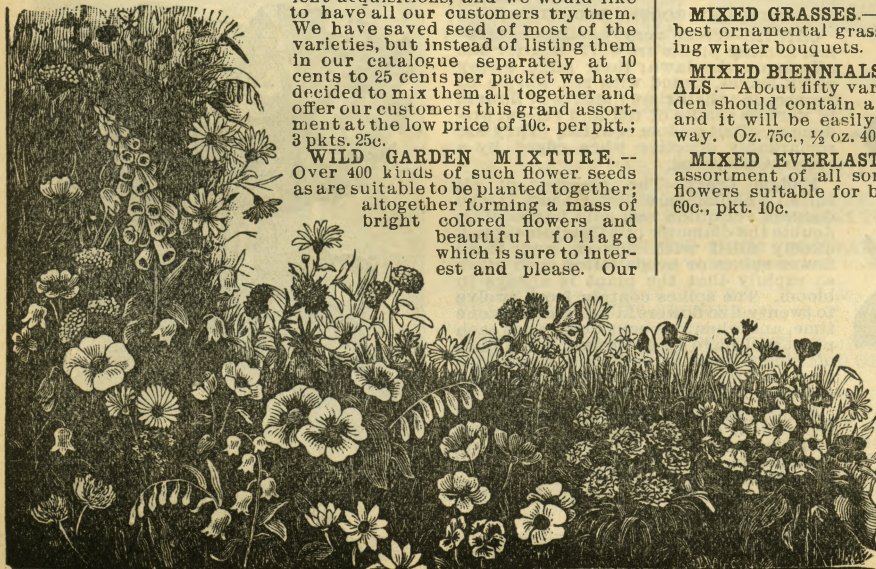 to have all our customers try them.
We have saved seed of most of the
varieties, but instead of listing them
in our catalogue separately at 10
cents to 25 cents per packet we have
decided to mix them all together and
offer our customers this grand assort-
ment at the low price of 10c. per pkt.;
3 pkts. 25c.
WILD GARDEN MIXTURE.--
Over 400 kinds of such flower seeds
as are suitable to be planted together;
altogether forming a mass of
bright colored flowers and
beautiful foliage
which is sure to inter-
est and please. Our
MIXED GRASSES.—
best ornamental gras
ing winter bouquets.
MIXED BIENNIALS
ALS.—About fifty var
den should contain a
and it will be easily
way. Oz. 75c., ½ oz. 40
MIXED EVERLAST
assortment of all sor
flowers suitable for b
60c., pkt. 10c.